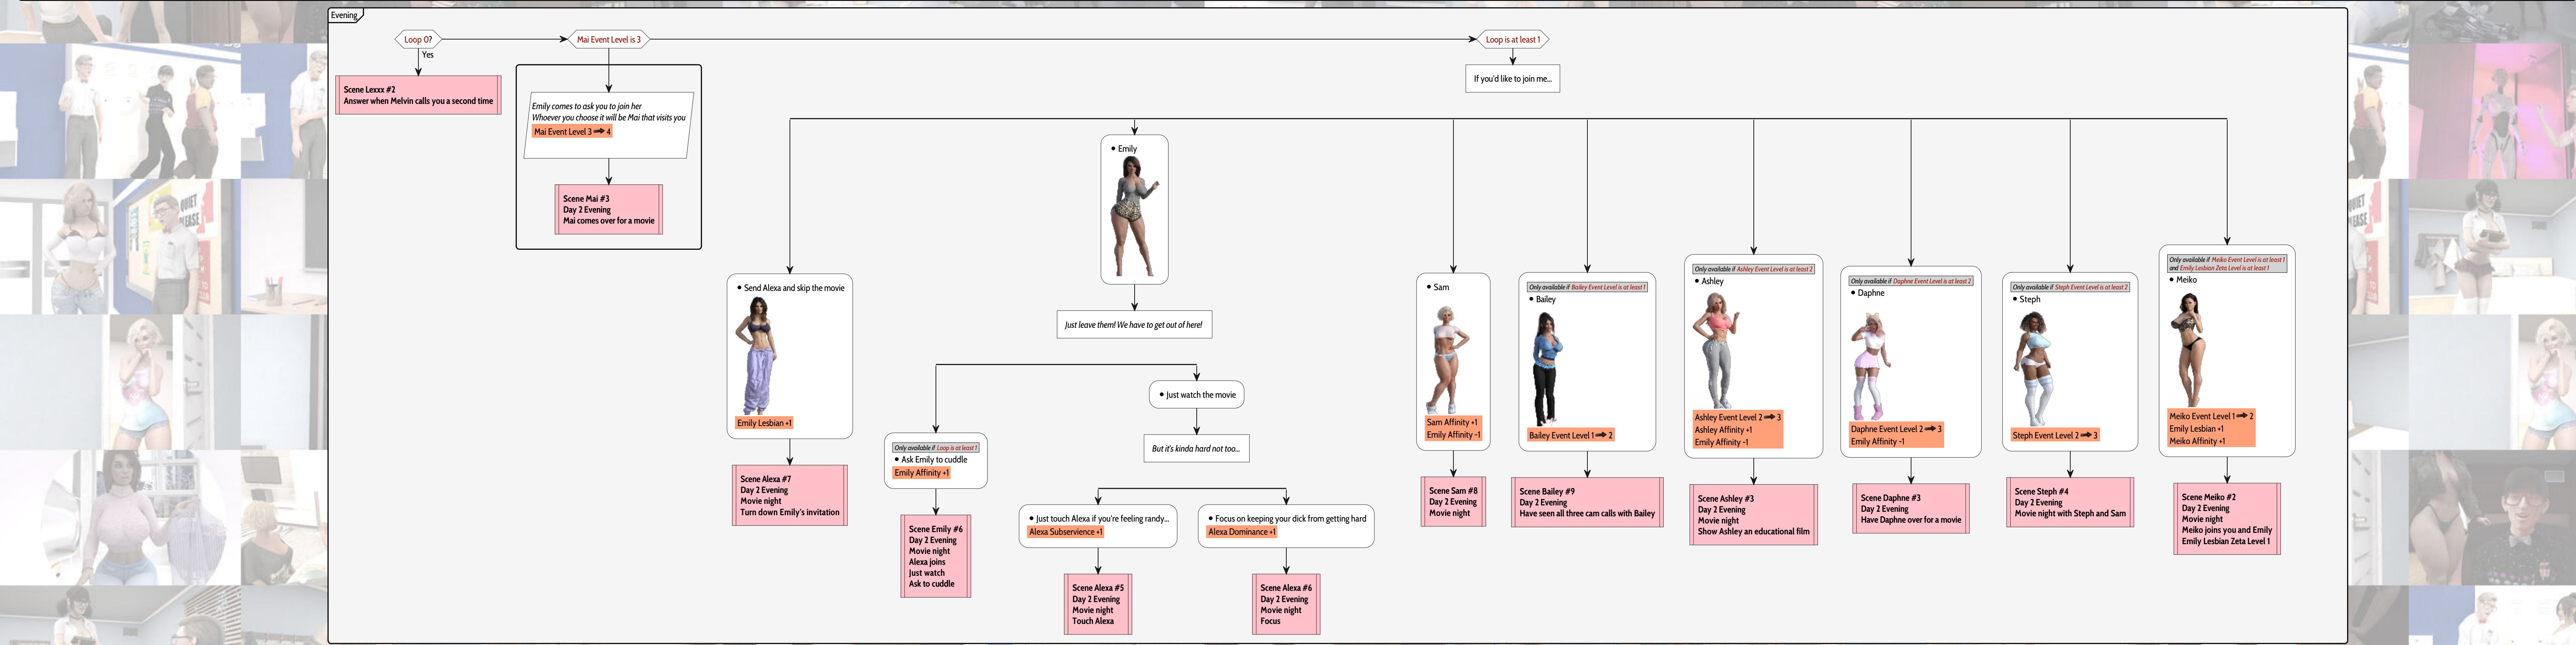 Evening
Loop 0?
Mai Event Level is 3
Loop is at least 1
Yes
Scene Lexxx #2
Answer when Melvin calls you a second time
Emily comes to ask you to join her
Whoever you choose it will be Mai that visits you
Mai Event Level 3 ➡ 4
Scene Mai #3
Day 2 Evening
Mai comes over for a movie
If you'd like to join me...
• Send Alexa and skip the movie
Emily Lesbian +1
Scene Alexa #7
Day 2 Evening
Movie night
Turn down Emily's invitation
• Emily
Just leave them! We have to get out of here!
Only available if Loop is at least 1
• Ask Emily to cuddle
Emily Affinity +1
Scene Emily #6
Day 2 Evening
Movie night
Alexa joins
Just watch
Ask to cuddle
• Just watch the movie
But it's kinda hard not too...
• Just touch Alexa if you're feeling randy...
Alexa Subservience +1
Scene Alexa #5
Day 2 Evening
Movie night
Touch Alexa
• Focus on keeping your dick from getting hard
Alexa Dominance +1
Scene Alexa #6
Day 2 Evening
Movie night
Focus
• Sam
Sam Affinity +1
Emily Affinity -1
Scene Sam #8
Day 2 Evening
Movie night
Only available if Bailey Event Level is at least 1
• Bailey
Bailey Event Level 1 ➡ 2
Scene Bailey #9
Day 2 Evening
Have seen all three cam calls with Bailey
Only available if Ashley Event Level is at least 2
• Ashley
Ashley Event Level 2 ➡ 3
Ashley Affinity +1
Emily Affinity -1
Scene Ashley #3
Day 2 Evening
Movie night
Show Ashley an educational film
Only available if Daphne Event Level is at least 2
• Daphne
Daphne Event Level 2 ➡ 3
Emily Affinity -1
Scene Daphne #3
Day 2 Evening
Have Daphne over for a movie
Only available if Steph Event Level is at least 2
• Steph
Steph Event Level 2 ➡ 3
Scene Steph #4
Day 2 Evening
Movie night with Steph and Sam
Only available if Meiko Event Level is at least 1
and Emily Lesbian Zeta Level is at least 1
• Meiko
Meiko Event Level 1 ➡ 2
Emily Lesbian +1
Meiko Affinity +1
Scene Meiko #2
Day 2 Evening
Movie night
Meiko joins you and Emily
Emily Lesbian Zeta Level 1